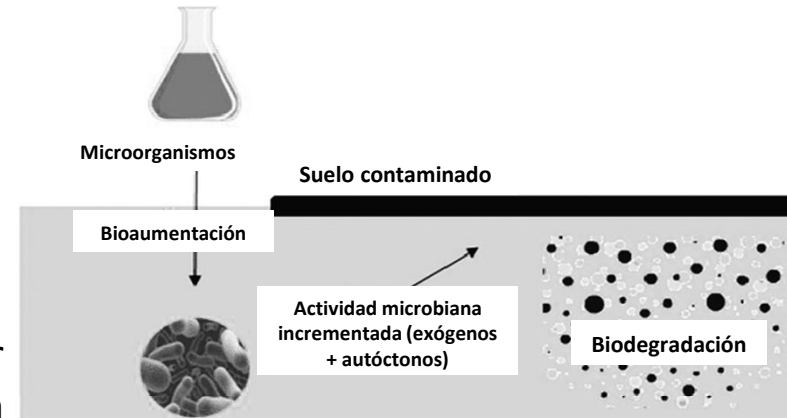 Microorganismos
Suelo contaminado
Bioaumentación
Actividad microbiana
incrementada (exógenos
+ autóctonos)
Biodegradación